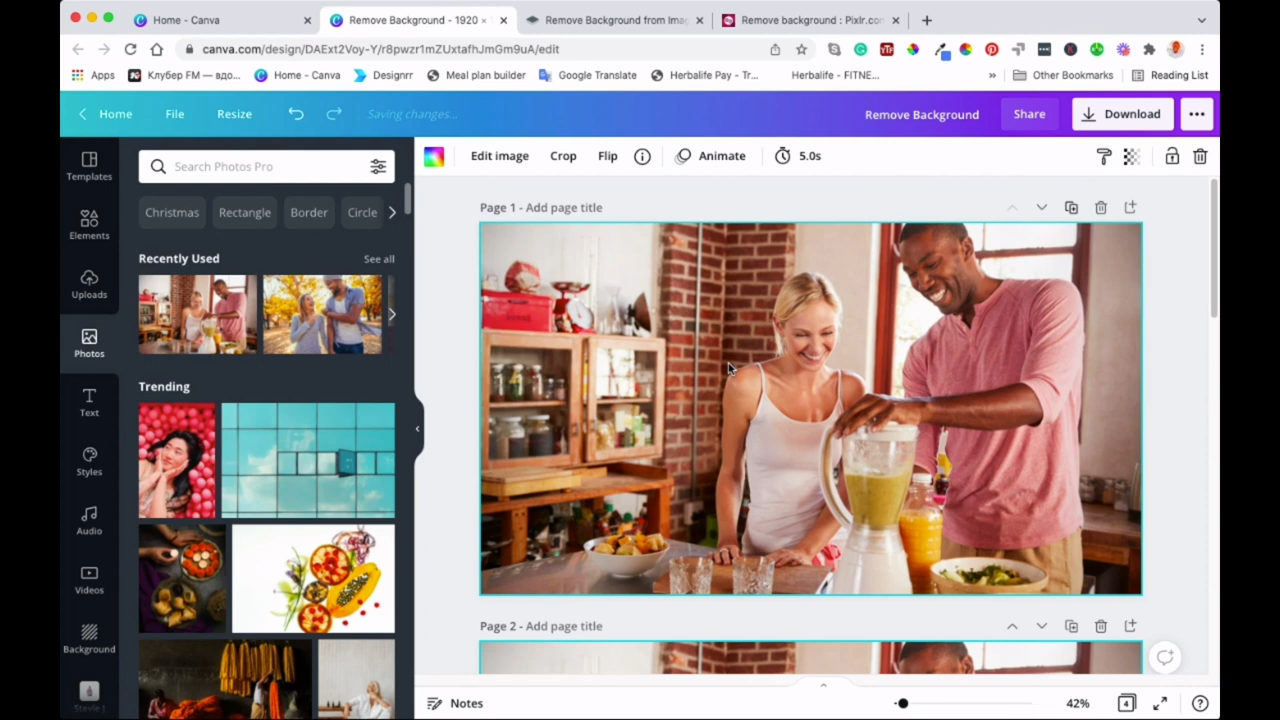 Home - Canva
Remove Background - 1920 ×
Remove Background from Imag
Remove background : Pixlr.com
canva.com/design/DAExt2Voy-Y/r8pwzr1mZUxtafhJmGm9uA/edit
Apps
Клубер FM — вдо...
Home - Canva
Designrr
Meal plan builder
Google Translate
Herbalife Pay - Tr...
Herbalife - FITNE...
»
Other Bookmarks
Reading List
Home
File
Resize
Saving changes...
Remove Background
Share
Download
Templates
Elements
Uploads
Photos
Text
Styles
Audio
Videos
Background
Stevie J
Search Photos Pro
Christmas
Rectangle
Border
Circle
Recently Used
See all
Trending
Edit image
Crop
Flip
Animate
5.0s
Page 1 - Add page title
Page 2 - Add page title
Notes
42%
4